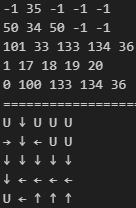 -1 35 -1 -1 -1
50 34 50 -1 -1
101 33 133 134 36
1 17 18 19 20
0 100 133 134 36
==============================
U ↓ U U U
→ ↓ ← U U
↓ ↓ ↓ ↓ ↓
↓ ← ← ← ←
U ← ↑ ↑ ↑